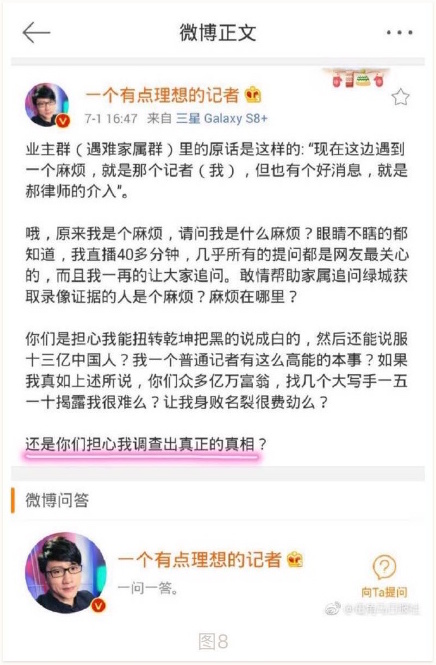 微博正文
一个有点理想的记者
7-1 16:47 来自 三星 Galaxy S8+
业主群（遇难家属群）里的原话是这样的: “现在这边遇到
一个麻烦，就是那个记者（我），但也有个好消息，就是
郝律师的介入”。
哦，原来我是个麻烦，请问我是什么麻烦？眼睛不瞎的都
知道，我直播40多分钟，几乎所有的提问都是网友最关心
的，而且我一再的让大家追问。敢情帮助家属追问绿城获
取录像证据的人是个麻烦？麻烦在哪里？
你们是担心我能扭转乾坤把黑的说成白的，然后还能说服
十三亿中国人？我一个普通记者有这么高能的本事？如果
我真如上述所说，你们众多亿万富翁，找几个大写手一五
一十揭露我很难么？让我身败名裂很费劲么？
还是你们担心我调查出真正的真相？
微博问答
一个有点理想的记者
一问一答。
向Ta提问
图8